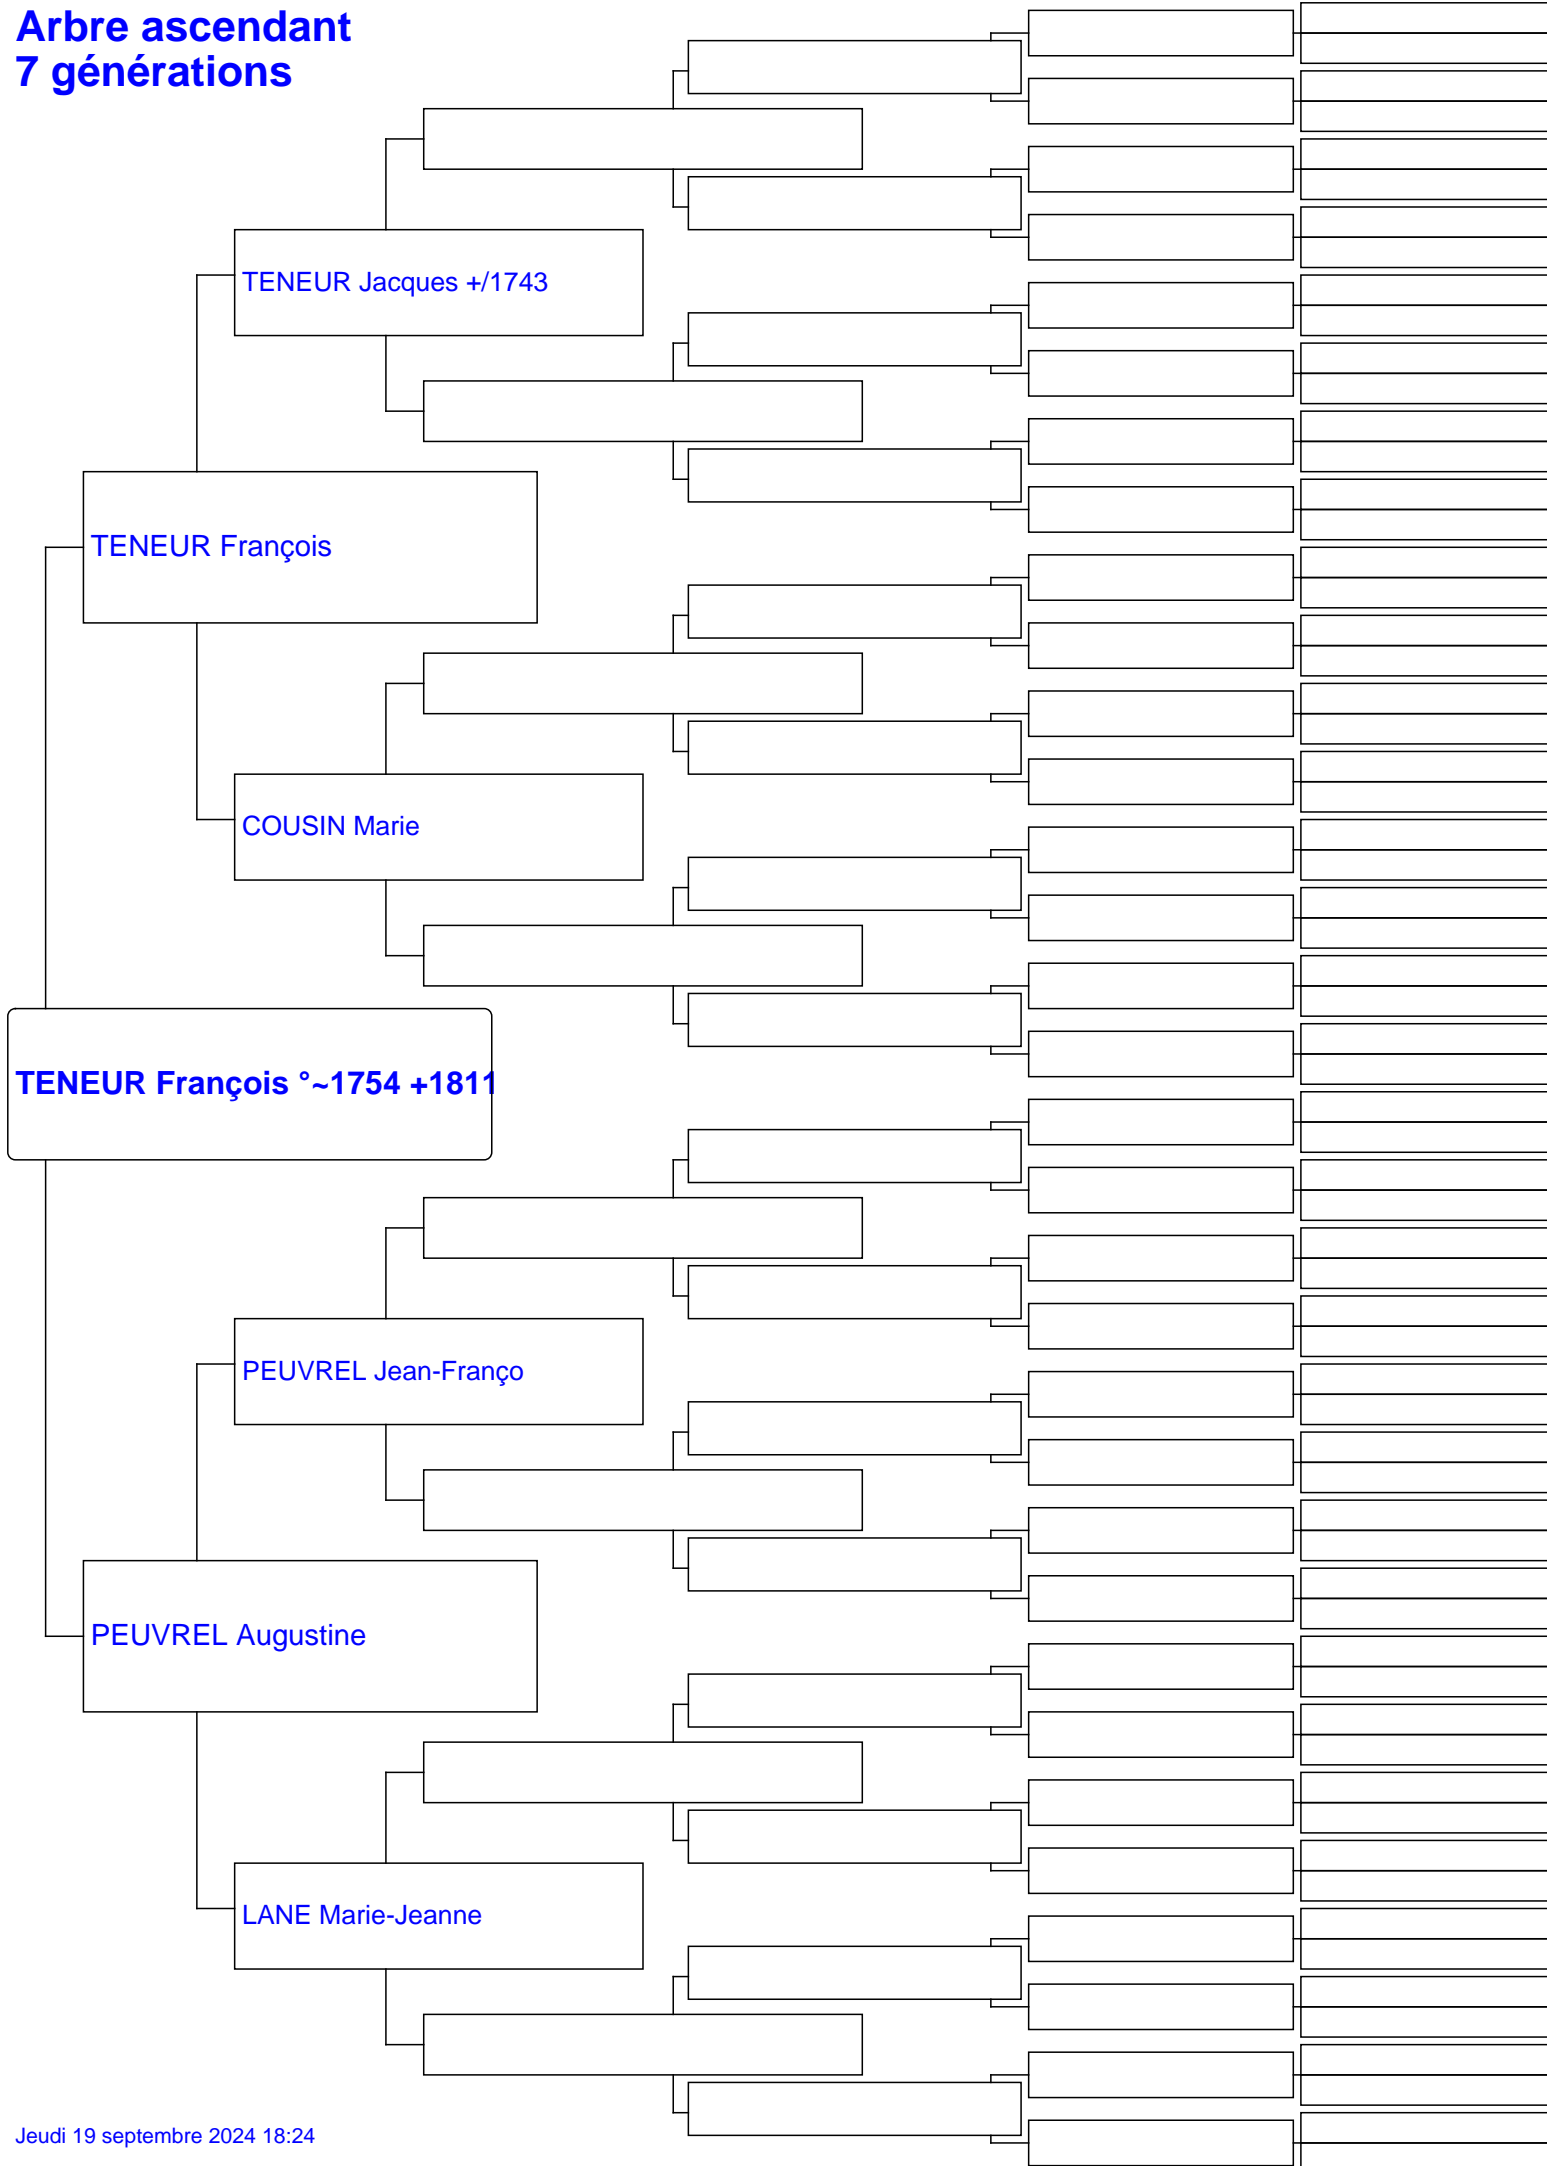 Arbre ascendant
7 générations
TENEUR Jacques +/1743
TENEUR François
COUSIN Marie
TENEUR François °~1754 +1811
PEUVREL Jean-Franço
PEUVREL Augustine
LANE Marie-Jeanne
Jeudi 19 septembre 2024 18:24